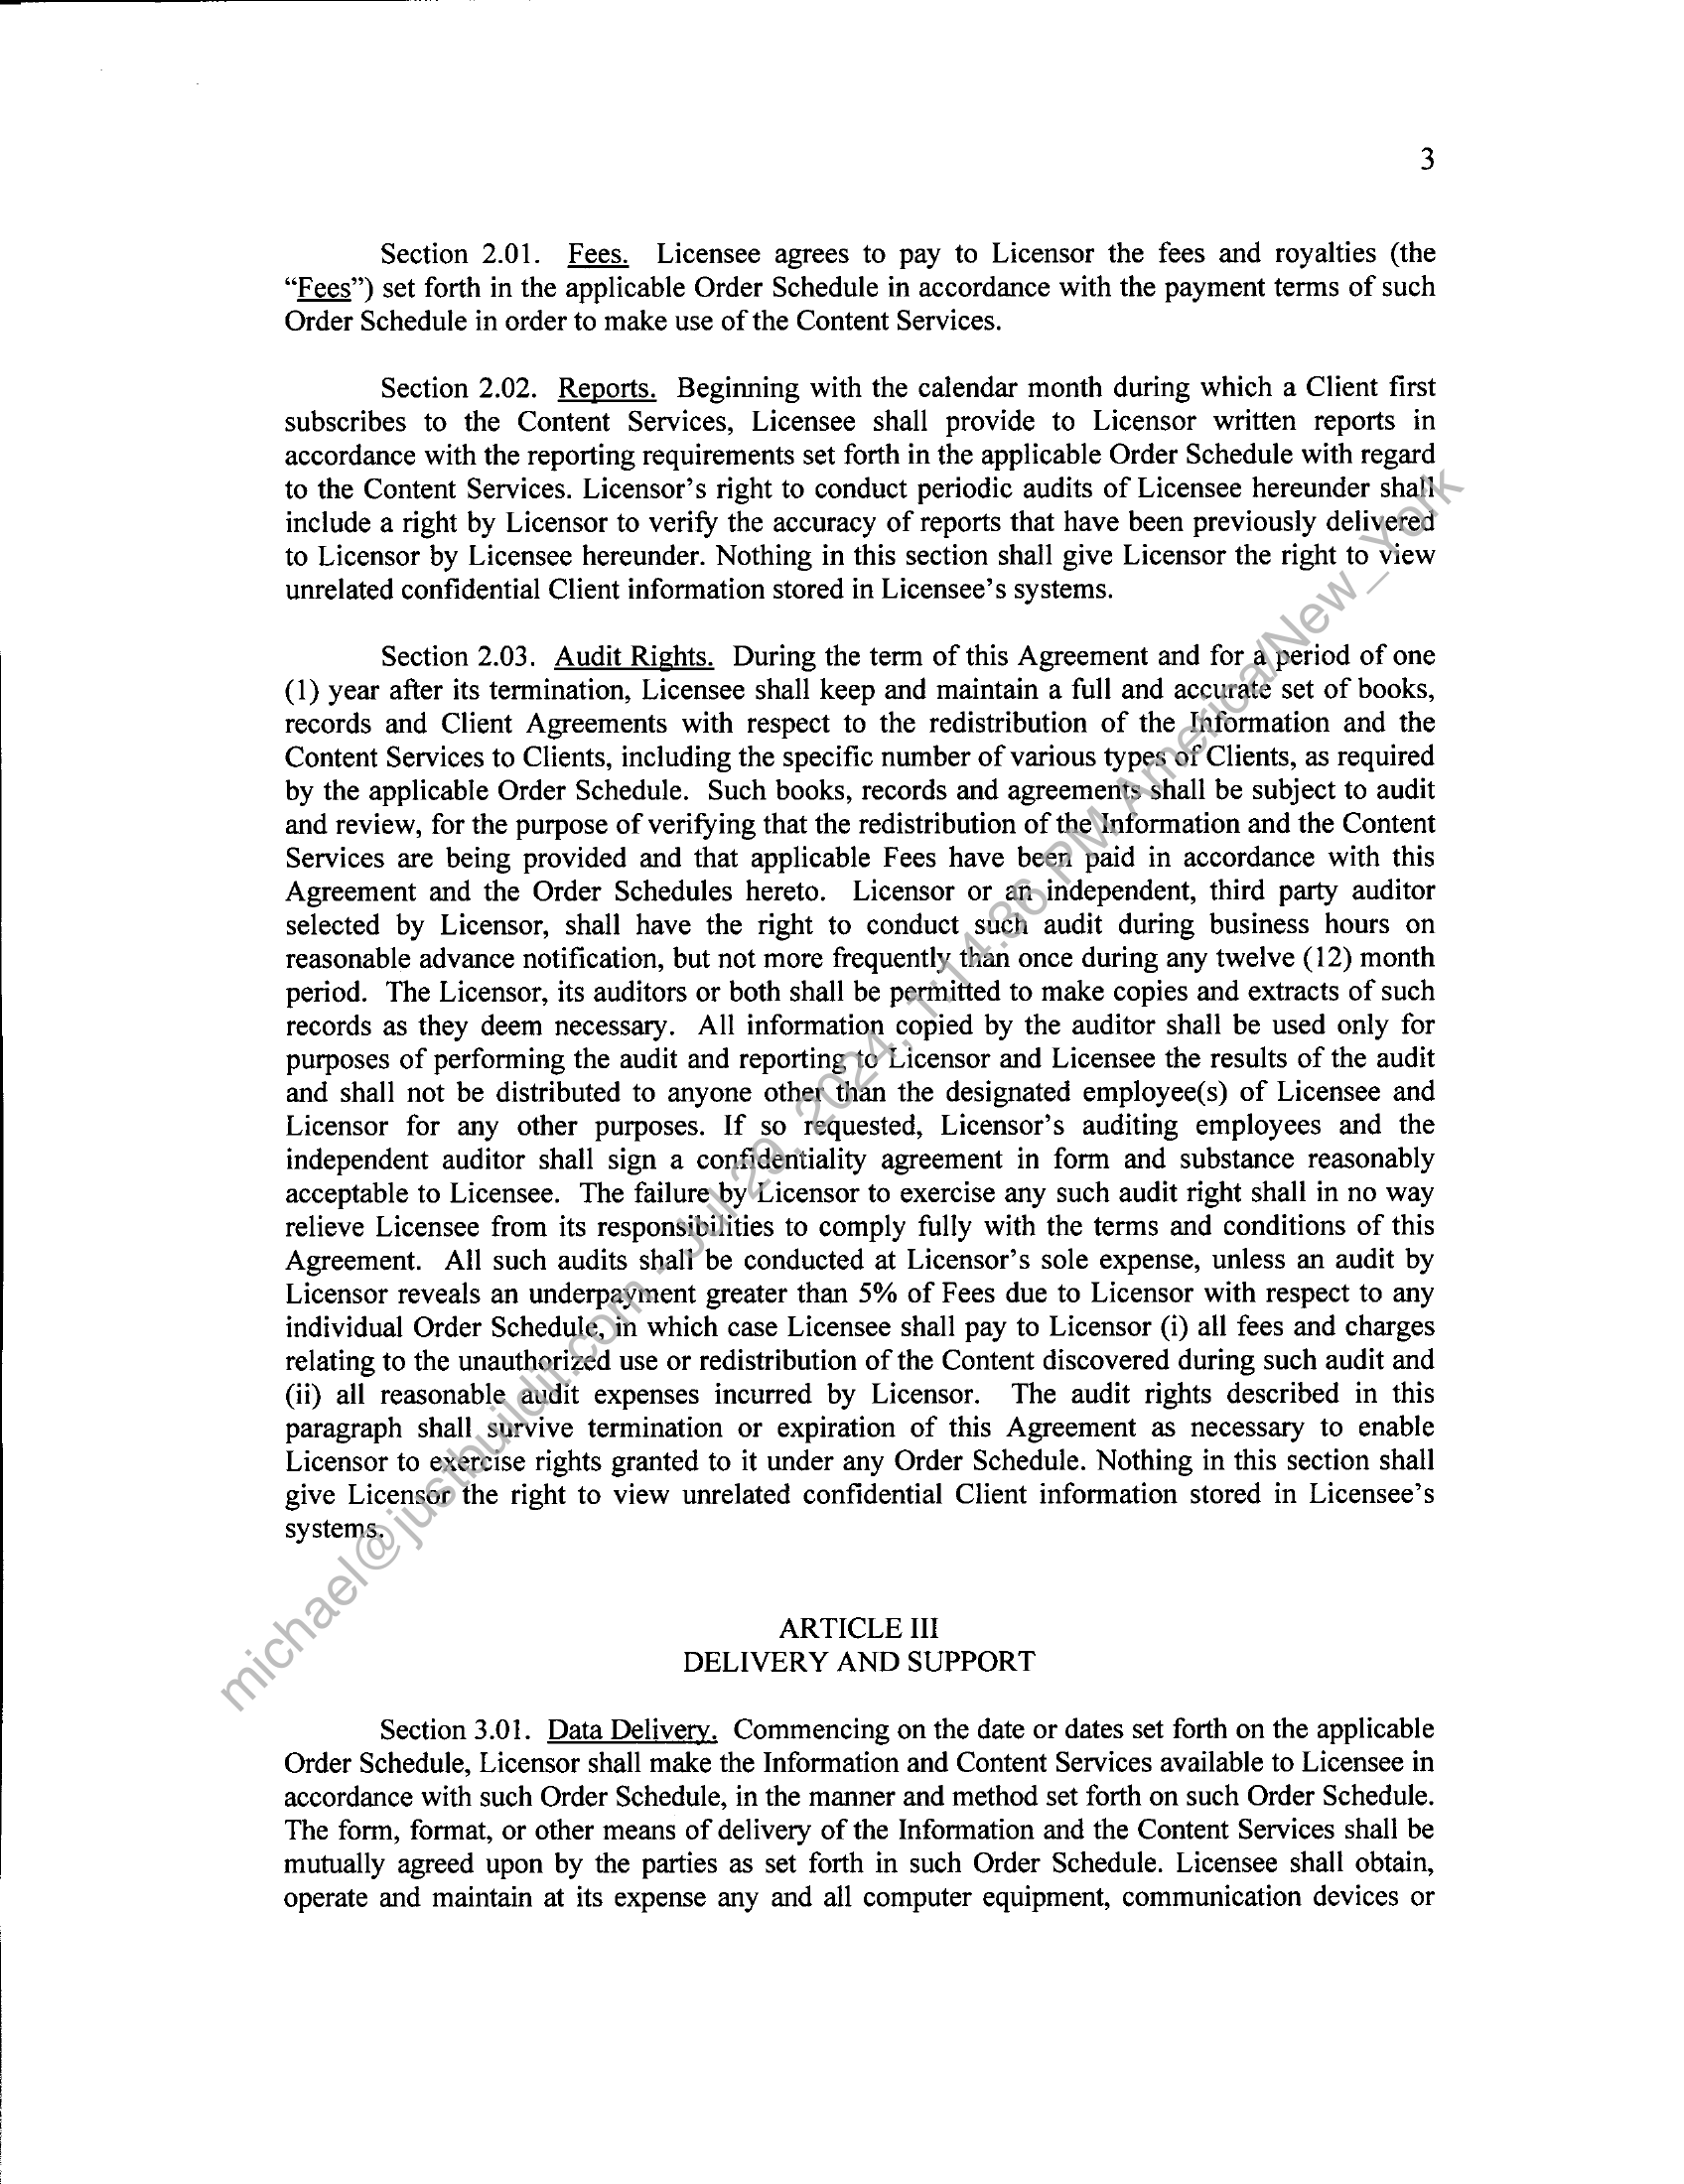 3
Section 2.01. Fees. Licensee agrees to pay to Licensor the fees and royalties (the
“Fees”) set forth in the applicable Order Schedule in accordance with the payment terms of such
Order Schedule in order to make use of the Content Services.
Section 2.02. Reports. Beginning with the calendar month during which a Client first
subscribes to the Content Services, Licensee shall provide to Licensor written reports in
accordance with the reporting requirements set forth in the applicable Order Schedule with regard
to the Content Services. Licensor’s right to conduct periodic audits of Licensee hereunder shall
include a right by Licensor to verify the accuracy of reports that have been previously delivered
to Licensor by Licensee hereunder. Nothing in this section shall give Licensor the right to view
unrelated confidential Client information stored in Licensee’s systems.
Section 2.03. Audit Rights. During the term of this Agreement and for a period of one
(1) year after its termination, Licensee shall keep and maintain a full and accurate set of books,
records and Client Agreements with respect to the redistribution of the Information and the
Content Services to Clients, including the specific number of various types of Clients, as required
by the applicable Order Schedule. Such books, records and agreements shall be subject to audit
and review, for the purpose of verifying that the redistribution of the Information and the Content
Services are being provided and that applicable Fees have been paid in accordance with this
Agreement and the Order Schedules hereto. Licensor or an independent, third party auditor
selected by Licensor, shall have the right to conduct such audit during business hours on
reasonable advance notification, but not more frequently than once during any twelve (12) month
period. The Licensor, its auditors or both shall be permitted to make copies and extracts of such
records as they deem necessary. All information copied by the auditor shall be used only for
purposes of performing the audit and reporting to Licensor and Licensee the results of the audit
and shall not be distributed to anyone other than the designated employee(s) of Licensee and
Licensor for any other purposes. If so requested, Licensor’s auditing employees and the
independent auditor shall sign a confidentiality agreement in form and substance reasonably
acceptable to Licensee. The failure by Licensor to exercise any such audit right shall in no way
relieve Licensee from its responsibilities to comply fully with the terms and conditions of this
Agreement. All such audits shall be conducted at Licensor’s sole expense, unless an audit by
Licensor reveals an underpayment greater than 5% of Fees due to Licensor with respect to any
individual Order Schedule, in which case Licensee shall pay to Licensor (i) all fees and charges
relating to the unauthorized use or redistribution of the Content discovered during such audit and
(ii) all reasonable audit expenses incurred by Licensor. The audit rights described in this
paragraph shall survive termination or expiration of this Agreement as necessary to enable
Licensor to exercise rights granted to it under any Order Schedule. Nothing in this section shall
give Licensor the right to view unrelated confidential Client information stored in Licensee’s
systems.
ARTICLE III
DELIVERY AND SUPPORT
Section 3.01. Data Delivery. Commencing on the date or dates set forth on the applicable
Order Schedule, Licensor shall make the Information and Content Services available to Licensee in
accordance with such Order Schedule, in the manner and method set forth on such Order Schedule.
The form, format, or other means of delivery of the Information and the Content Services shall be
mutually agreed upon by the parties as set forth in such Order Schedule. Licensee shall obtain,
operate and maintain at its expense any and all computer equipment, communication devices or
michael@justbuildit.com - Jul 29, 2024, 1:14:36 PM America/New_York